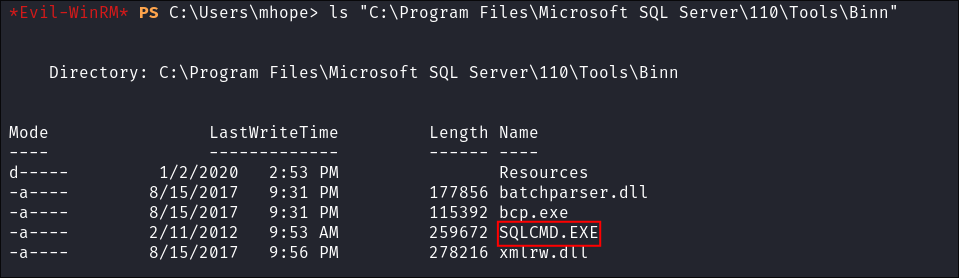 *Evil-WinRM* PS C:\Users\mhope> ls "C:\Program Files\Microsoft SQL Server\110\Tools\Binn"
Directory: C:\Program Files\Microsoft SQL Server\110\Tools\Binn
Mode                LastWriteTime         Length Name
----                -------------         ------ ----
d-----         1/2/2020   2:53 PM                Resources
-a----        8/15/2017   9:31 PM         177856 batchparser.dll
-a----        8/15/2017   9:31 PM         115392 bcp.exe
-a----        2/11/2012   9:53 AM         259672 SQLCMD.EXE
-a----        8/15/2017   9:56 PM         278216 xmlrw.dll